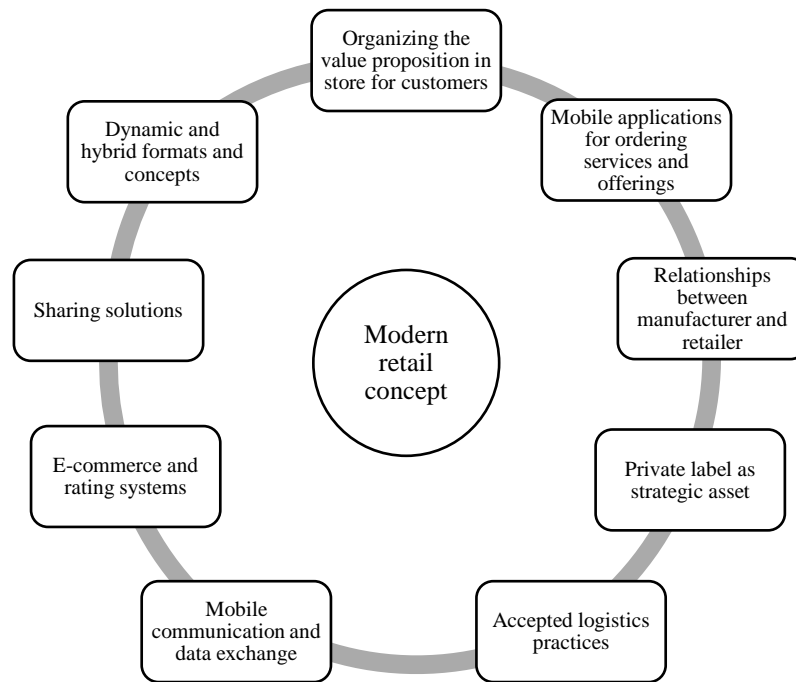 Organizing the
value proposition in
store for customers
Mobile applications
for ordering
services and
offerings
Relationships
between
manufacturer and
retailer
Private label as
strategic asset
Accepted logistics
practices
Mobile
communication and
data exchange
E-commerce and
rating systems
Sharing solutions
Dynamic and
hybrid formats and
concepts
Modern
retail
concept